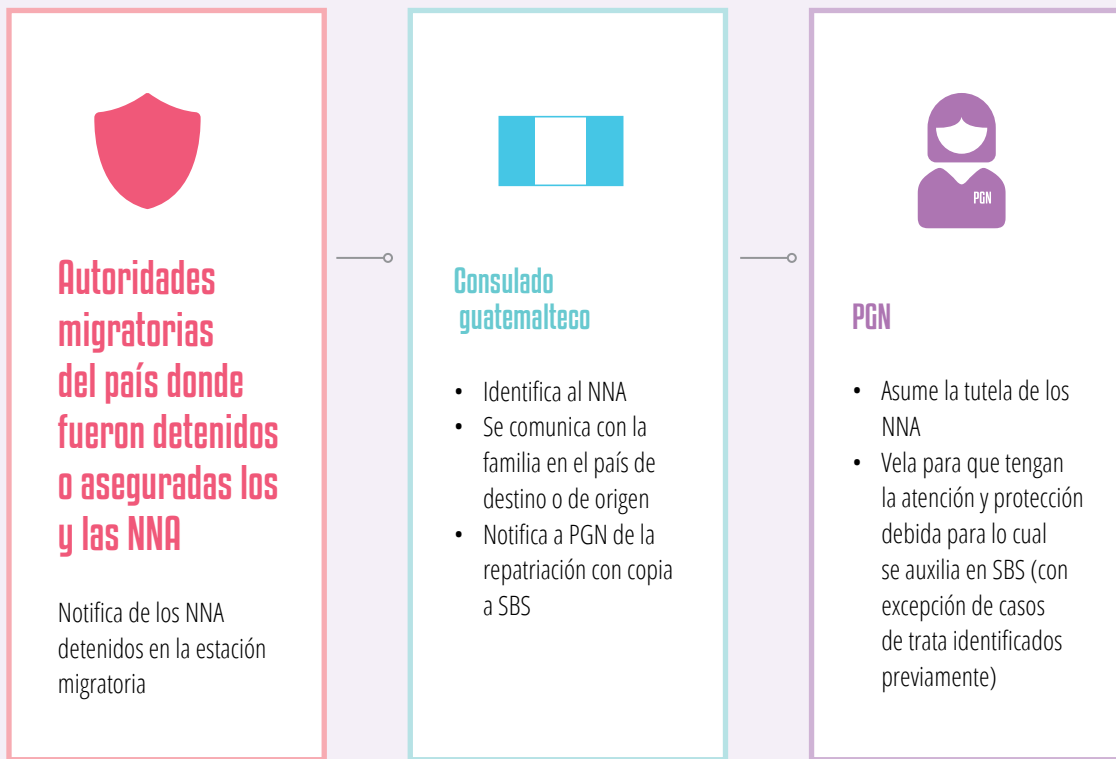 Autoridades
migratorias
del país donde
fueron detenidos
o aseguradas los
y las NNA
Notifica de los NNA
detenidos en la estación
migratoria
Consulado
guatemalteco
• Identifica al NNA
• Se comunica con la
familia en el país de
destino o de origen
• Notifica a PGN de la
repatriación con copia
a SBS
PGN
PGN
• Asume la tutela de los
NNA
• Vela para que tengan
la atención y protección
debida para lo cual
se auxilia en SBS (con
excepción de casos
de trata identificados
previamente)